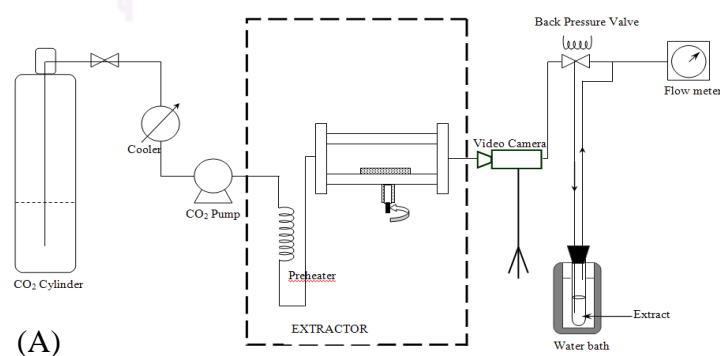 Back Pressure Valve
Flow meter
Cooler
Video Camera
CO₂ Pump
Preheater
CO₂ Cylinder
Extract
EXTRACTOR
(A)
Water bath